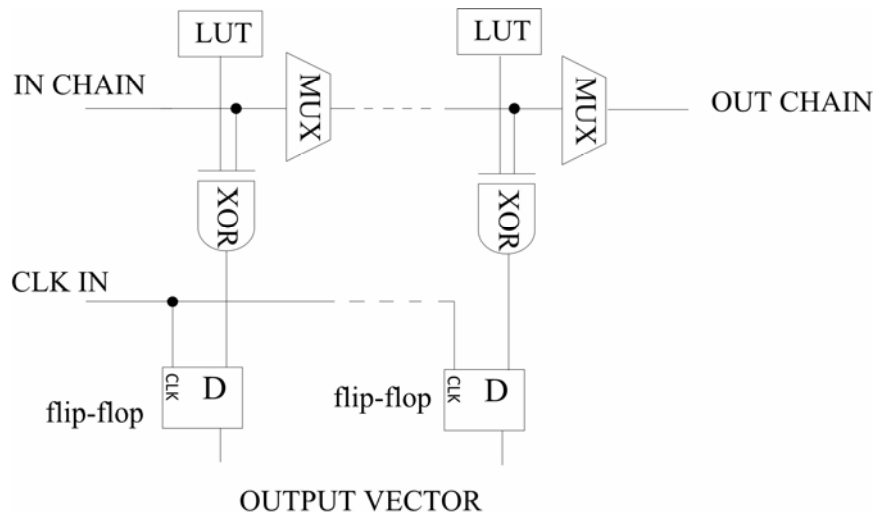 LUT
LUT
IN CHAIN
MUX
MUX
OUT CHAIN
XOR
XOR
CLK IN
CLK
D
CLK
D
flip-flop
flip-flop
OUTPUT VECTOR